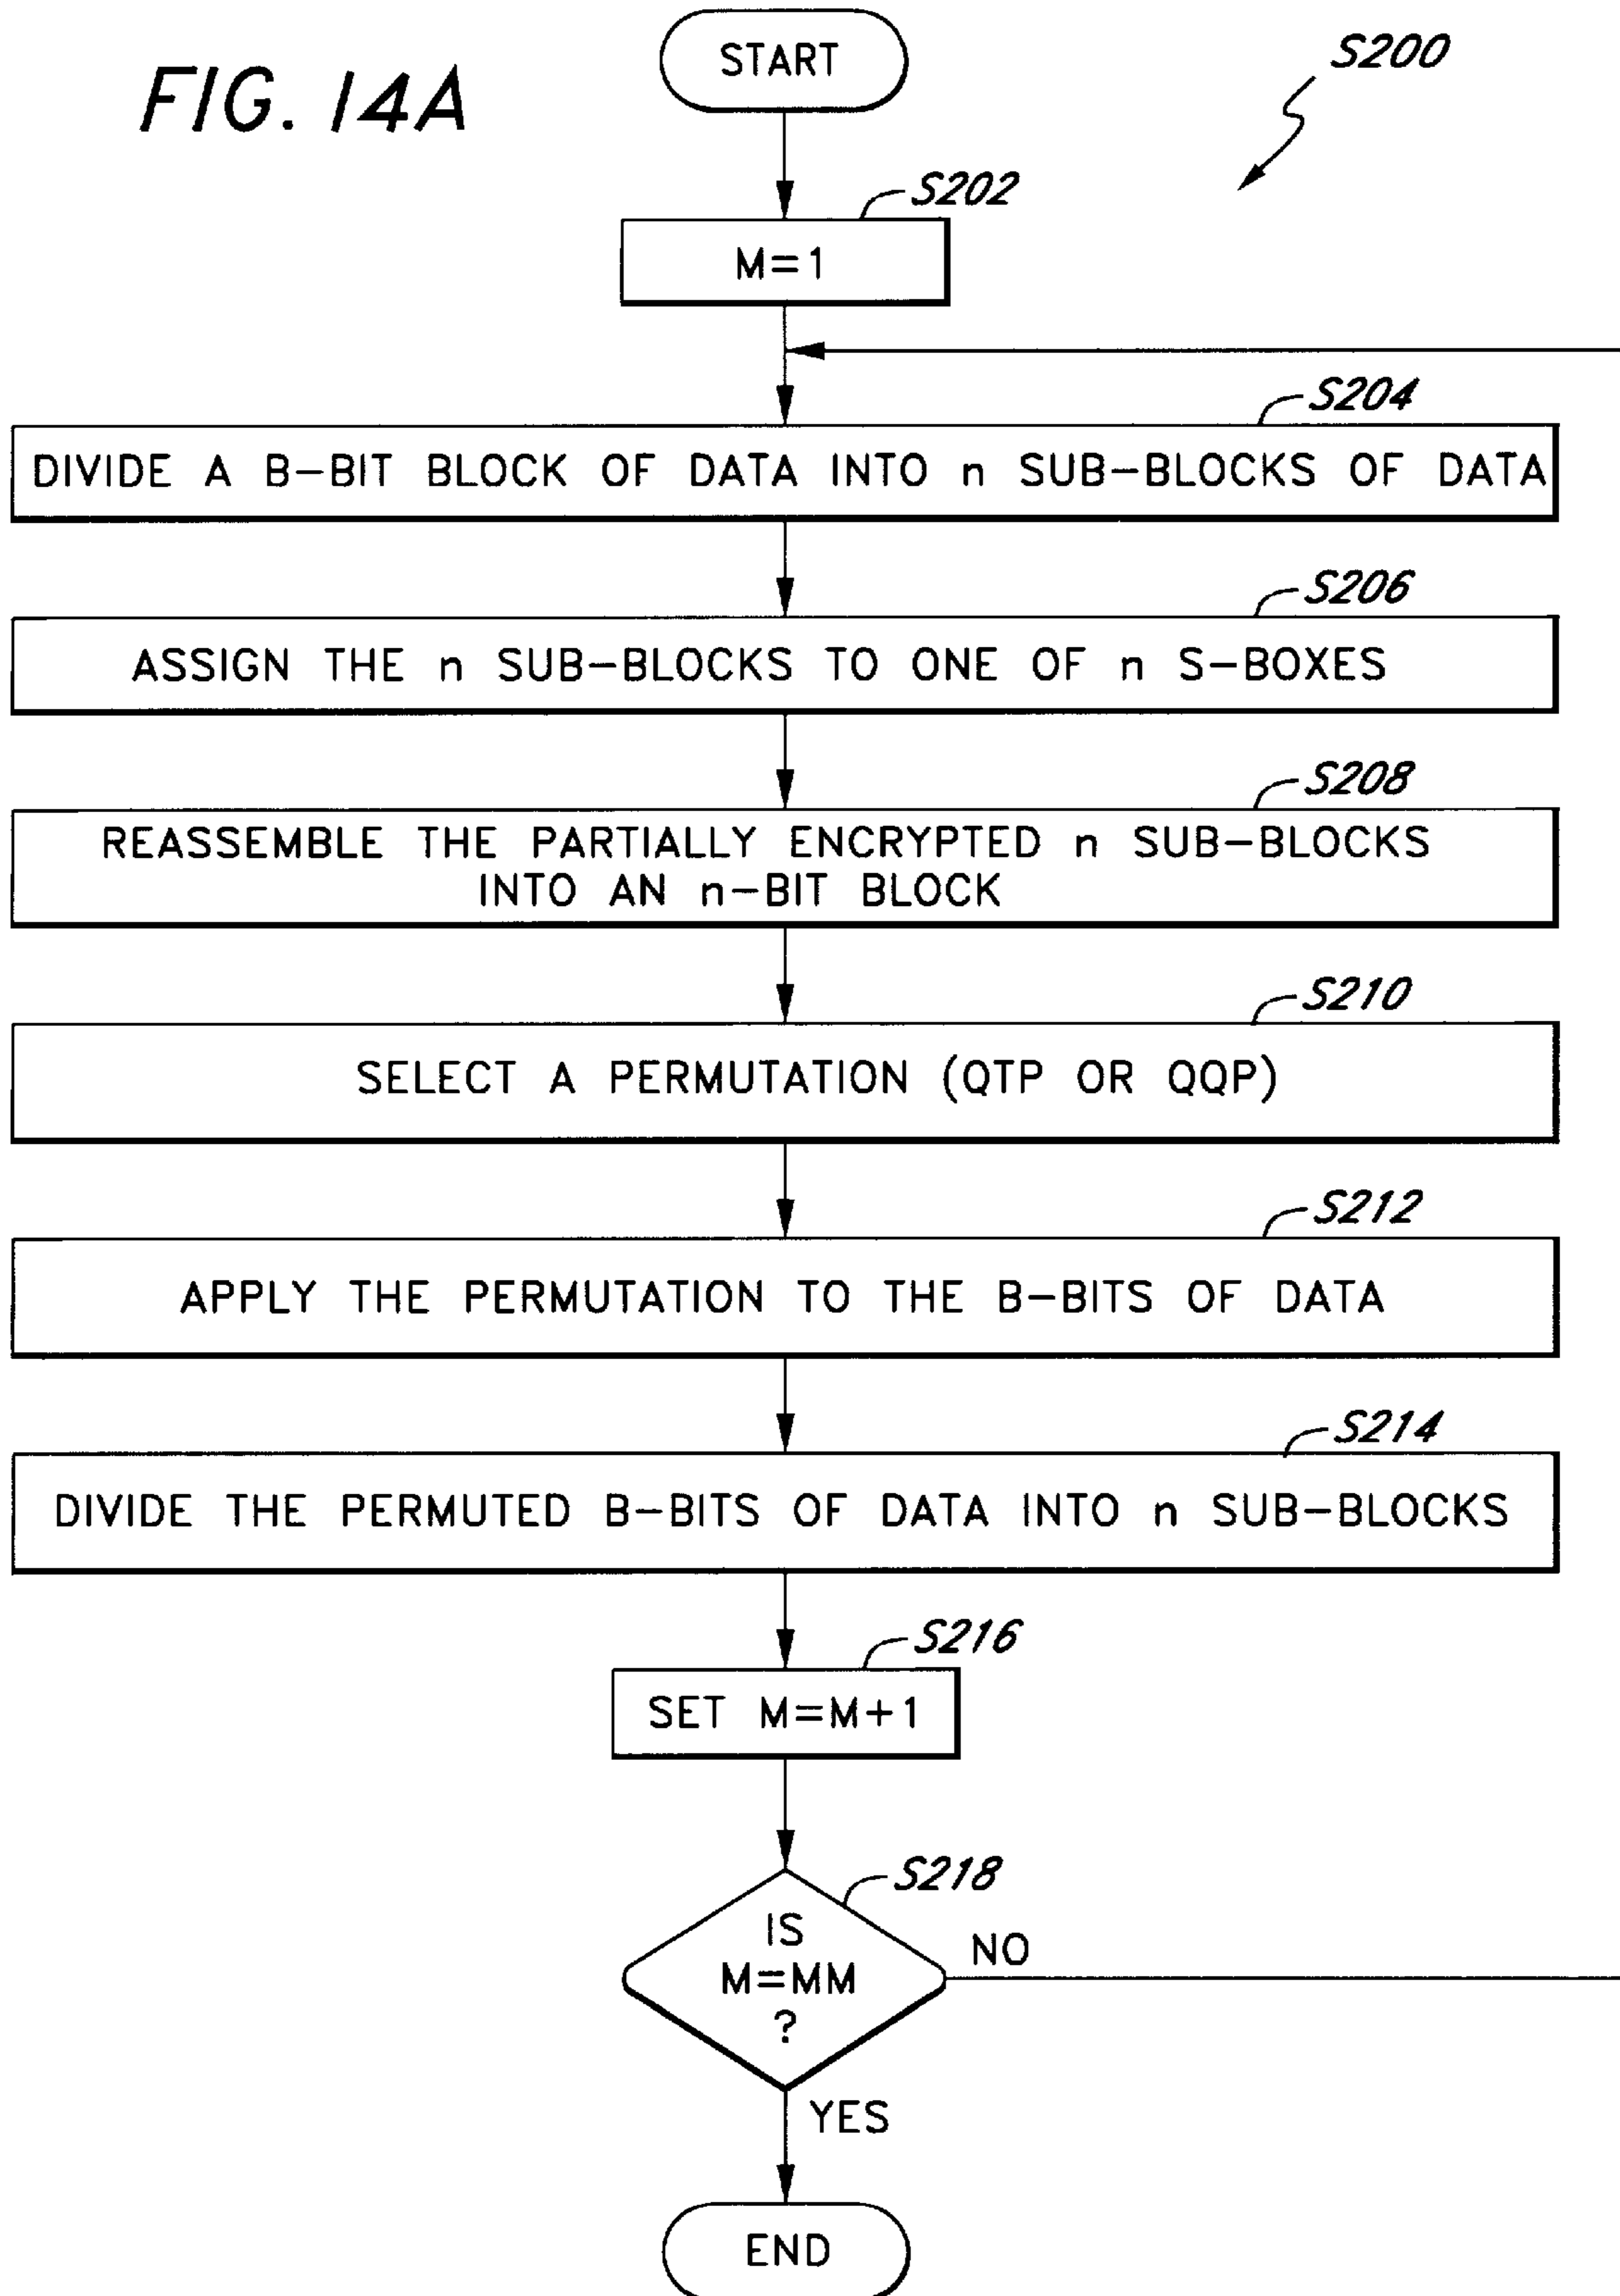 FIG. 14A
START
S200
S202
M=1
S204
DIVIDE A B-BIT BLOCK OF DATA INTO n SUB-BLOCKS OF DATA
S206
ASSIGN THE n SUB-BLOCKS TO ONE OF n S-BOXES
S208
REASSEMBLE THE PARTIALLY ENCRYPTED n SUB-BLOCKS
INTO AN n-BIT BLOCK
S210
SELECT A PERMUTATION (QTP OR QQP)
S212
APPLY THE PERMUTATION TO THE B-BITS OF DATA
S214
DIVIDE THE PERMUTED B-BITS OF DATA INTO n SUB-BLOCKS
S216
SET M=M+1
S218
IS
M=MM
?
NO
YES
END